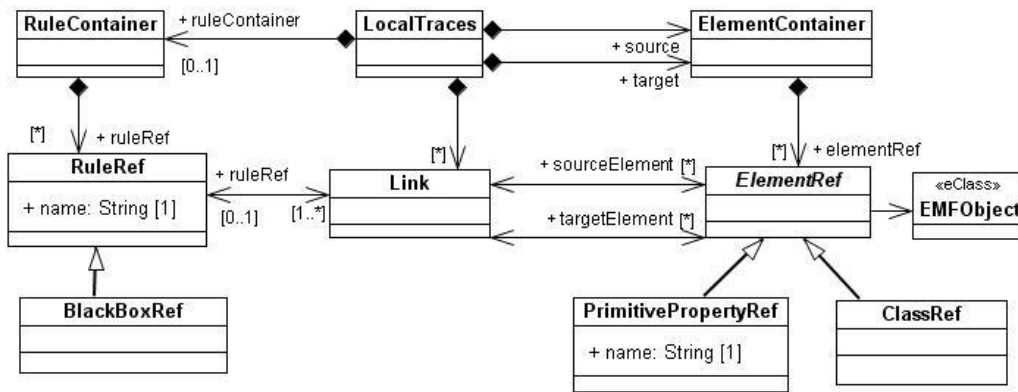 RuleContainer
+ ruleContainer
[0..1]
LocalTraces
+ source
+ target
ElementContainer
[*]
+ ruleRef
[*]
[*]
+ elementRef
RuleRef
+ name: String [1]
+ ruleRef
[0..1]
[1..*]
Link
+ sourceElement [*]
+ targetElement [*]
ElementRef
«eClass»
EMFObject
BlackBoxRef
PrimitivePropertyRef
+ name: String [1]
ClassRef